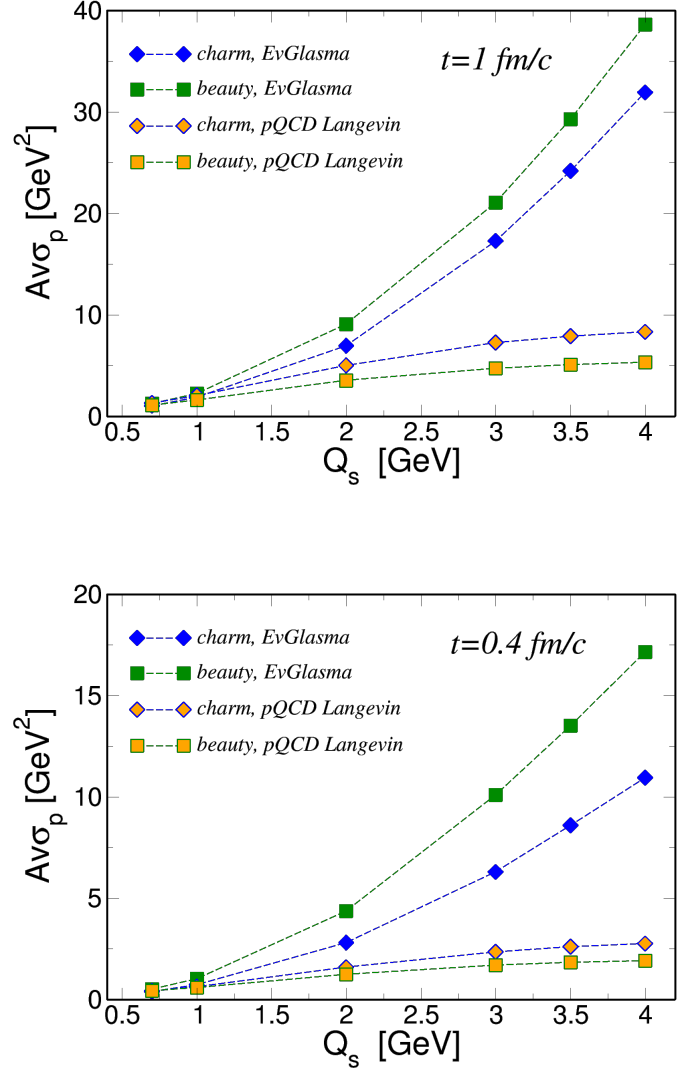 40
30
20
10
0
Avσp [GeV²]
charm, EvGlasma
beauty, EvGlasma
charm, pQCD Langevin
beauty, pQCD Langevin
t=1 fm/c
0.5 1 1.5 2 2.5 3 3.5 4
Qs [GeV]
20
15
10
5
0
Avσp [GeV²]
charm, EvGlasma
beauty, EvGlasma
charm, pQCD Langevin
beauty, pQCD Langevin
t=0.4 fm/c
0.5 1 1.5 2 2.5 3 3.5 4
Qs [GeV]